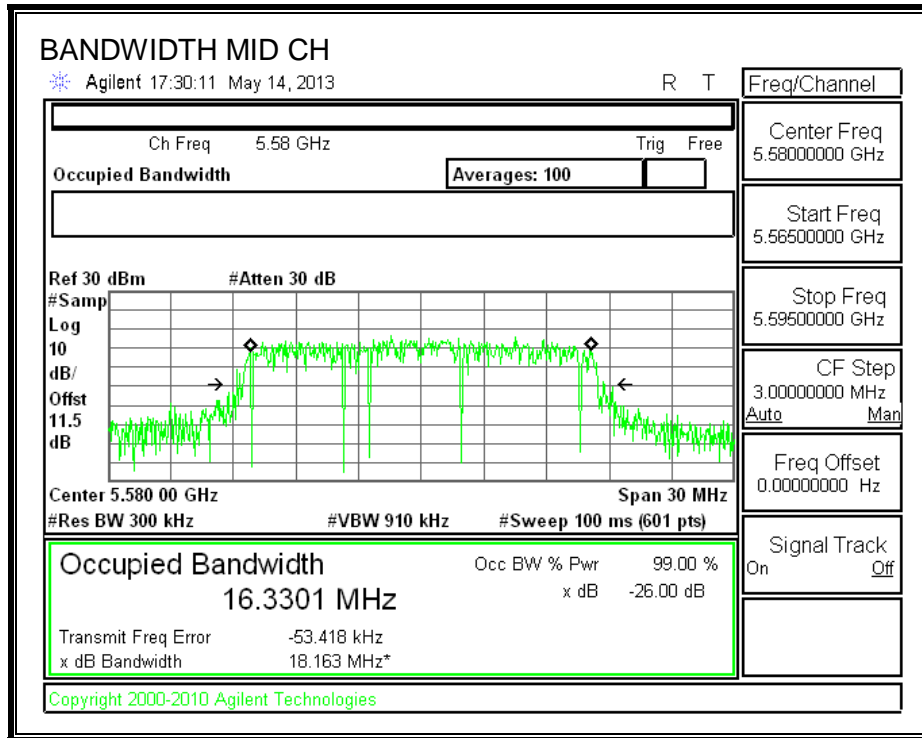 BANDWIDTH MID CH
Agilent 17:30:11 May 14, 2013 R T
Freq/Channel
Ch Freq 5.58 GHz Trig Free
Occupied Bandwidth Averages: 100
Center Freq
5.58000000 GHz
Start Freq
5.56500000 GHz
Stop Freq
5.59500000 GHz
CF Step
3.00000000 MHz
Auto Man
Freq Offset
0.00000000 Hz
Signal Track
On Off
Ref 30 dBm #Atten 30 dB
#Samp
Log
10
dB/
Offst
11.5
dB
Center 5.580 00 GHz Span 30 MHz
#Res BW 300 kHz #VBW 910 kHz #Sweep 100 ms (601 pts)
Occupied Bandwidth Occ BW % Pwr 99.00 %
16.3301 MHz x dB -26.00 dB
Transmit Freq Error -53.418 kHz
x dB Bandwidth 18.163 MHz*
Copyright 2000-2010 Agilent Technologies